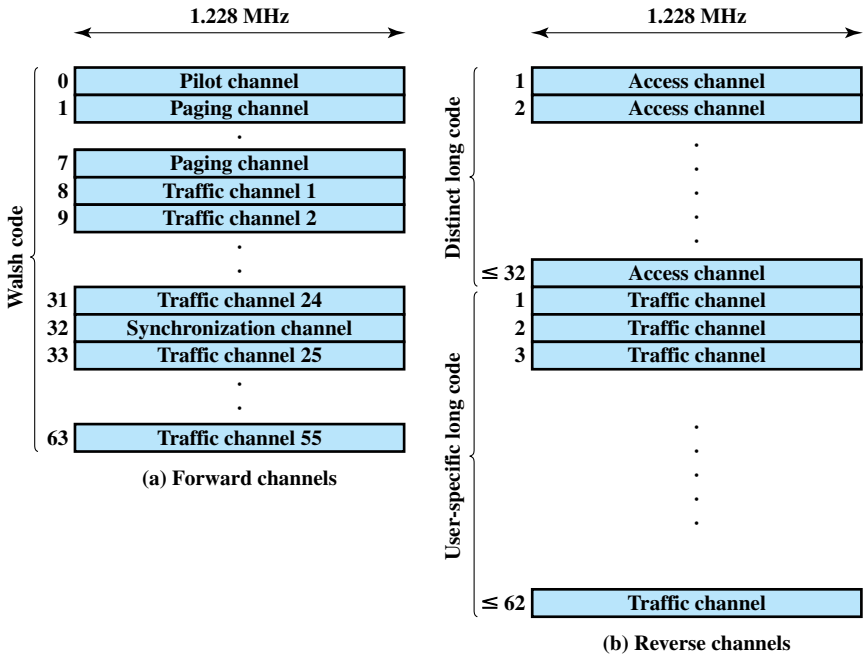 1.228 MHz
0 Pilot channel
1 Paging channel
7 Paging channel
8 Traffic channel 1
9 Traffic channel 2
31 Traffic channel 24
32 Synchronization channel
33 Traffic channel 25
63 Traffic channel 55
Walsh code
(a) Forward channels
1.228 MHz
1 Access channel
2 Access channel
≤ 32 Access channel
Distinct long code
1 Traffic channel
2 Traffic channel
3 Traffic channel
≤ 62 Traffic channel
User-specific long code
(b) Reverse channels